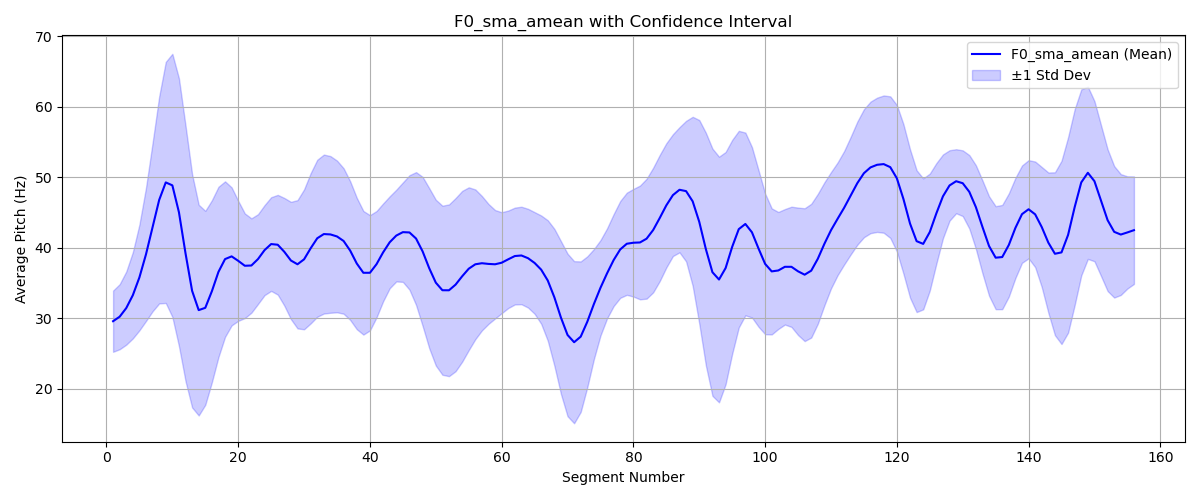 F0_sma_amean with Confidence Interval
70
60
50
40
30
20
Average Pitch (Hz)
F0_sma_amean (Mean)
±1 Std Dev
0 20 40 60 80 100 120 140 160
Segment Number